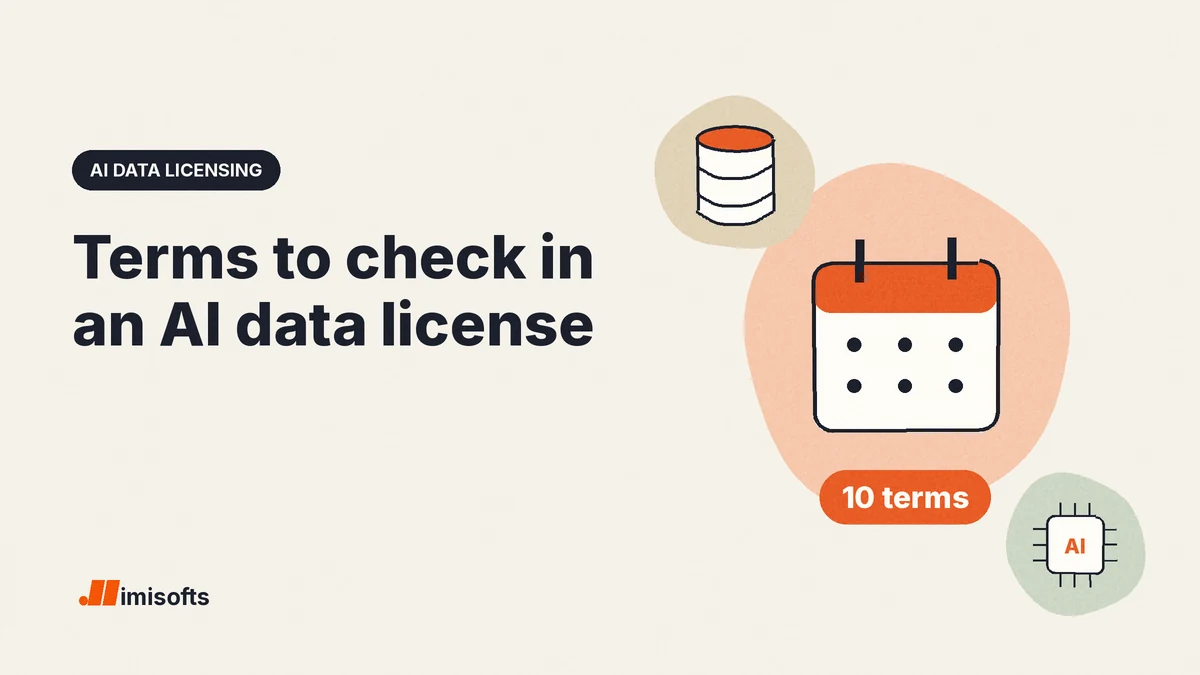 AI DATA LICENSING
Terms to check in
an AI data license
10 terms
AI
imisofts